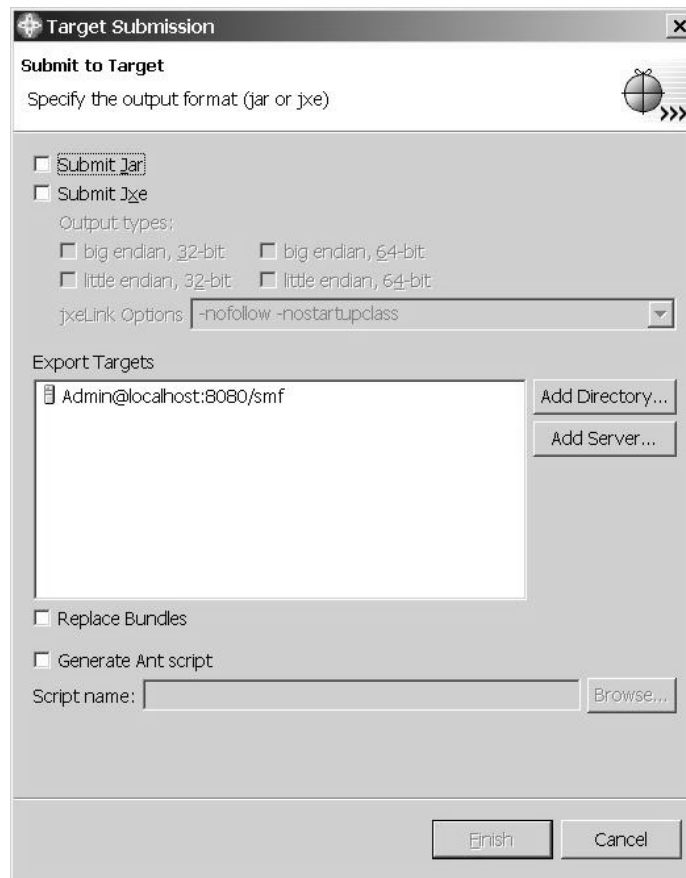 Target Submission
Submit to Target
Specify the output format (jar or jxe)
Submit Jar
Submit Jxe
Output types:
big endian, 32-bit big endian, 64-bit
little endian, 32-bit little endian, 64-bit
jxeLink Options -nofollow -nostartupclass
Export Targets
Admin@localhost:8080/smf
Add Directory...
Add Server...
Replace Bundles
Generate Ant script
Script name: Browse...
Finish Cancel